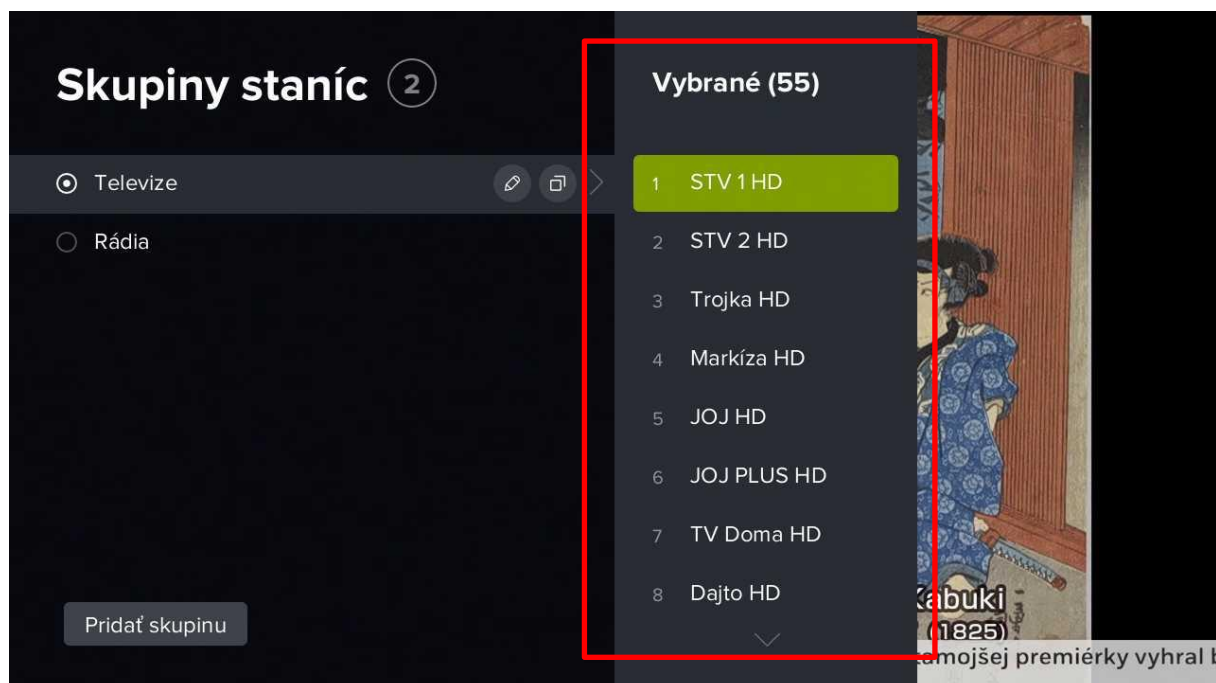 Skupiny staníc 2
Televize
Rádia
Pridať skupinu
Vybrané (55)
1 STV 1 HD
2 STV 2 HD
3 Trojka HD
4 Markíza HD
5 JOJ HD
6 JOJ PLUS HD
7 TV Doma HD
8 Dajto HD
(1825)
premiérky vyhral